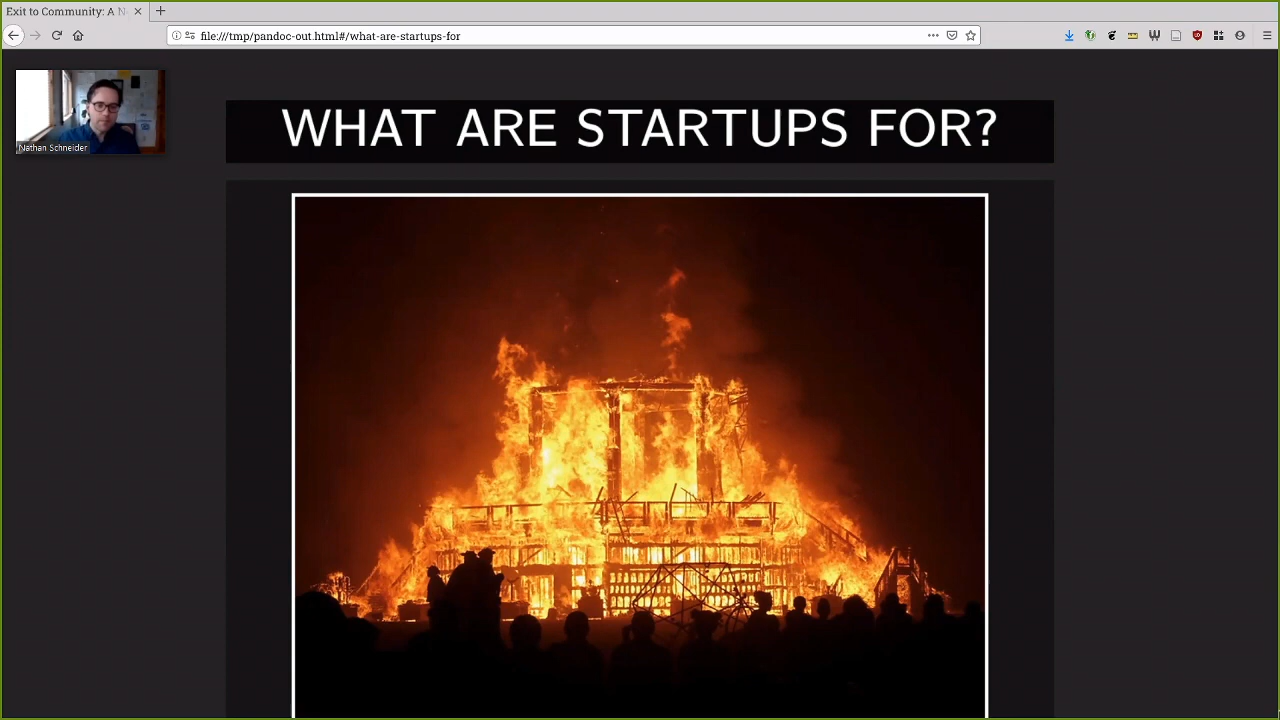 Exit to Community: A N
file:///tmp/pandoc-out.html#/what-are-startups-for
Nathan Schneider
WHAT ARE STARTUPS FOR?